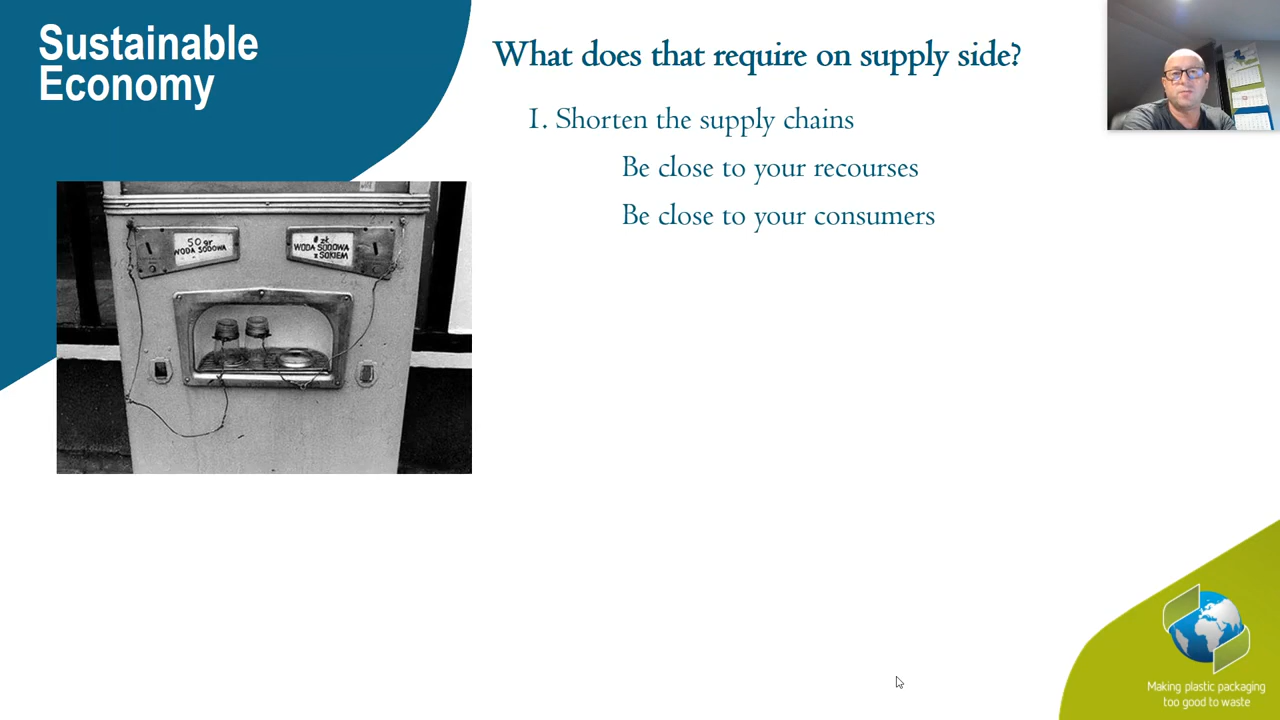 Sustainable
Economy
What does that require on supply side?
1. Shorten the supply chains
Be close to your recourses
Be close to your consumers
50 gr
WODA SODOWA
WODA SODOWA
z SOKIEM
Making plastic packaging
too good to waste